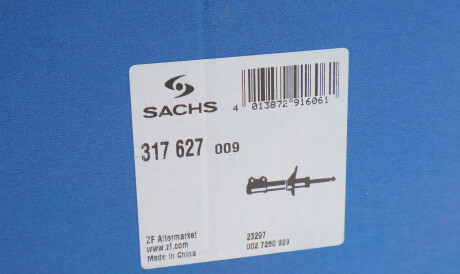 SACHS
4 013872 916061
317 627 009
ZF Aftermarket
www.zf.com
Made in China
23297
002 7260 929